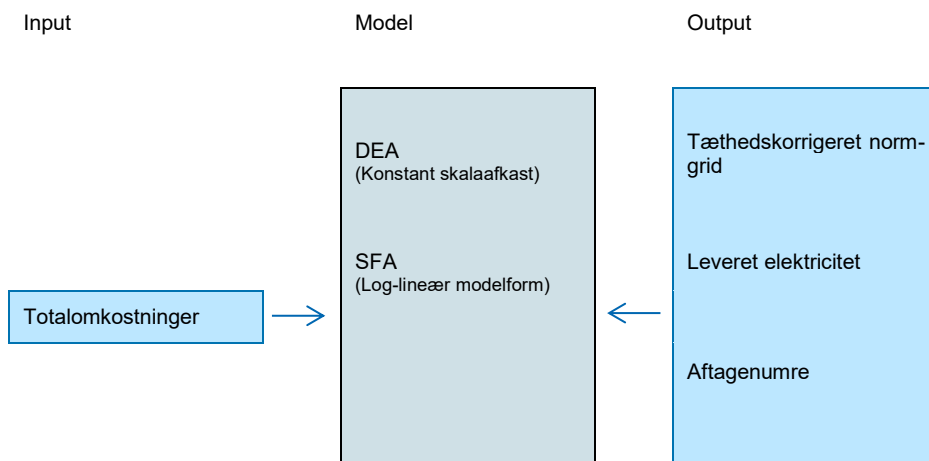 Input
Model
Output
DEA
(Konstant skalaafkast)
SFA
(Log-lineær modelform)
Totalomkostninger
Tæthedskorrigeret norm-
grid
Leveret elektricitet
Aftagenumre